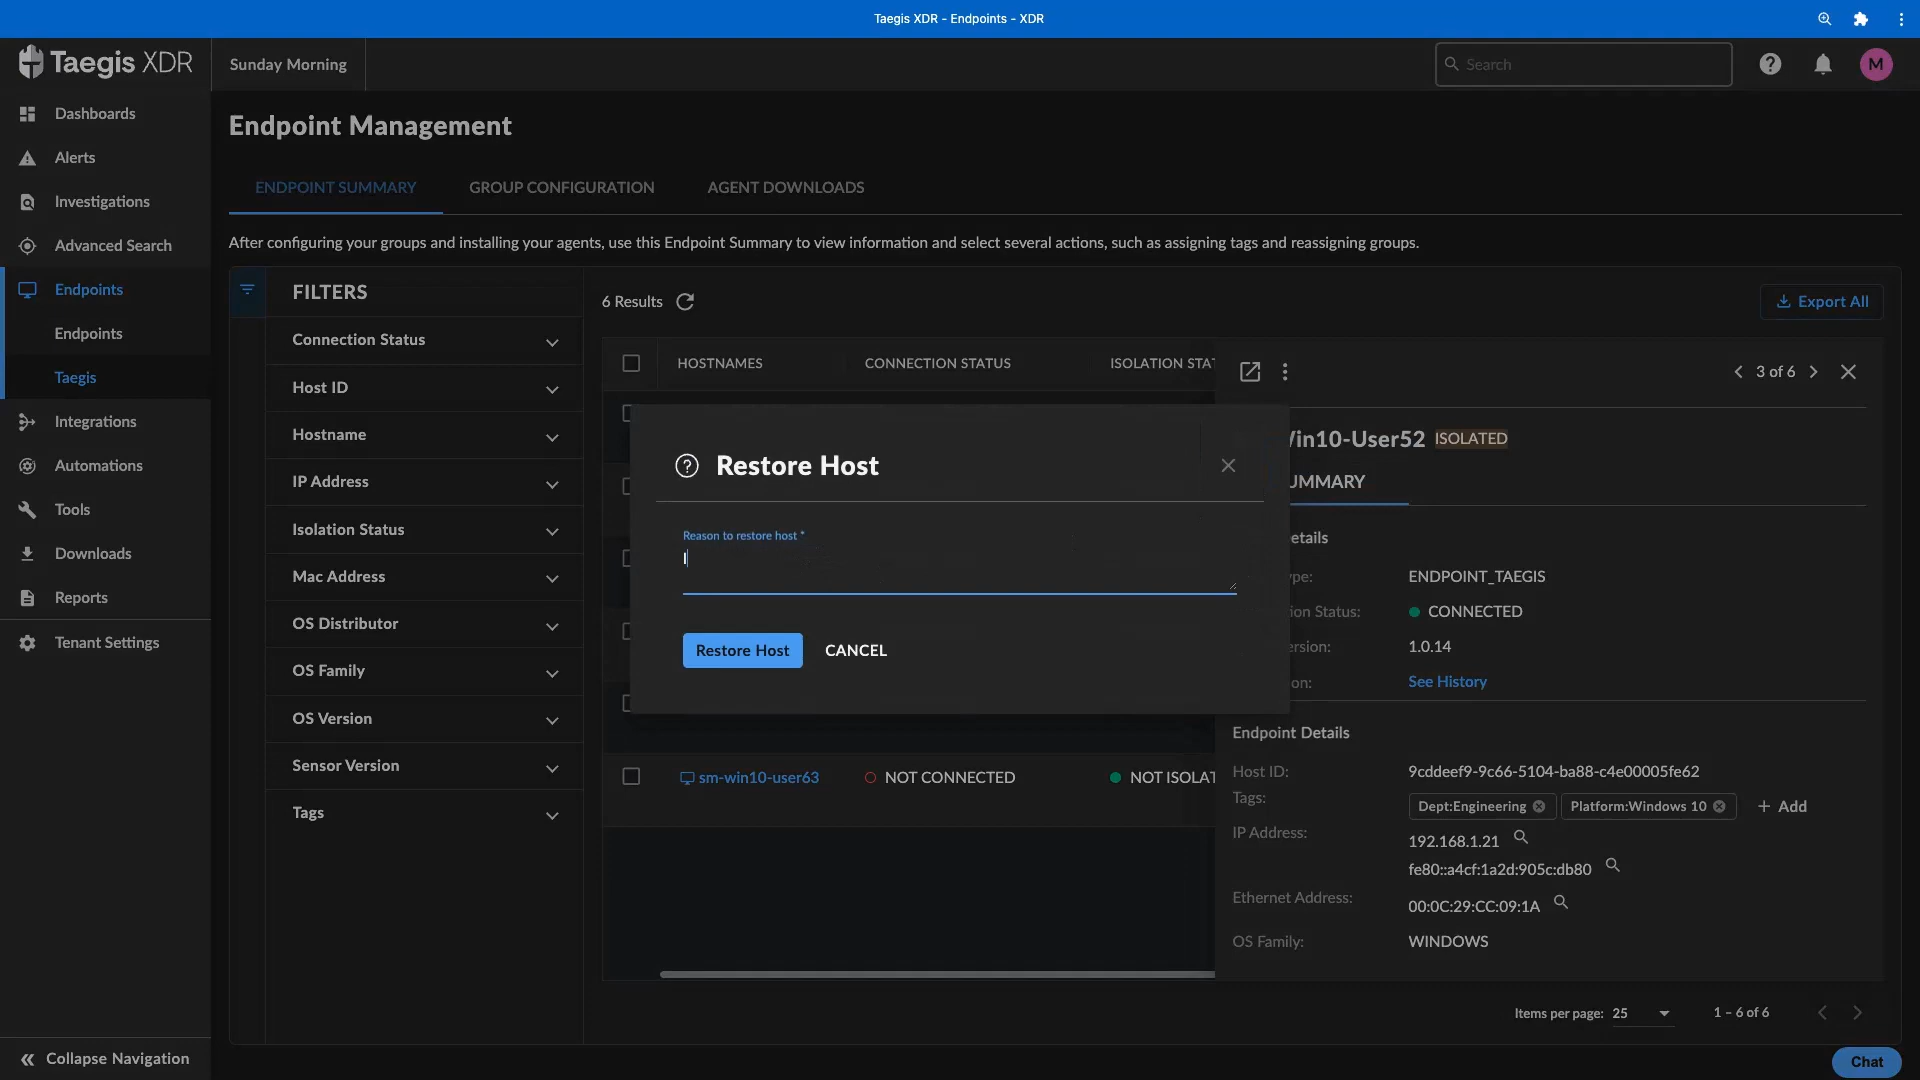 Taegis XDR - Endpoints - XDR
Taegis XDR
Sunday Morning
Search
M
Dashboards
Alerts
Investigations
Advanced Search
Endpoints
Endpoints
Taegis
Integrations
Automations
Tools
Downloads
Reports
Tenant Settings
Collapse Navigation
Endpoint Management
ENDPOINT SUMMARY
GROUP CONFIGURATION
AGENT DOWNLOADS
After configuring your groups and installing your agents, use this Endpoint Summary to view information and select several actions, such as assigning tags and reassigning groups.
FILTERS
Connection Status
Host ID
Hostname
IP Address
Isolation Status
Mac Address
OS Distributor
OS Family
OS Version
Sensor Version
Tags
6 Results
Export All
HOSTNAMES
CONNECTION STATUS
ISOLATION STAT
sm-win10-user63
NOT CONNECTED
NOT ISOLAT
Restore Host
Reason to restore host *
I
Restore Host
CANCEL
3 of 6
in10-User52 ISOLATED
UMMARY
etails
pe:
ENDPOINT_TAEGIS
ion Status:
CONNECTED
ersion:
1.0.14
on:
See History
Endpoint Details
Host ID:
9cddeef9-9c66-5104-ba88-c4e00005fe62
Tags:
Dept:Engineering
Platform:Windows 10
+ Add
IP Address:
192.168.1.21
fe80::a4cf:1a2d:905c:db80
Ethernet Address:
00:0C:29:CC:09:1A
OS Family:
WINDOWS
Items per page: 25
1 – 6 of 6
Chat